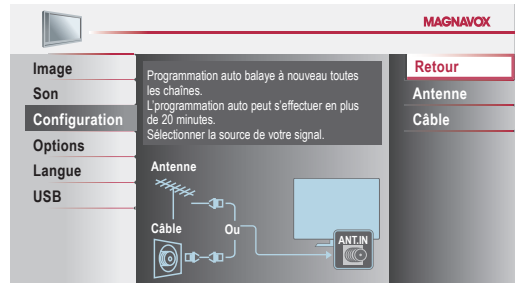 MAGNAVOX
Image
Son
Configuration
Options
Langue
USB
Programmation auto balaye à nouveau toutes
les chaînes.
L'programmation auto peut s'effectuer en plus
de 20 minutes.
Sélectionner la source de votre signal.
Antenne
Câble
Ou
ANT.IN
Retour
Antenne
Câble